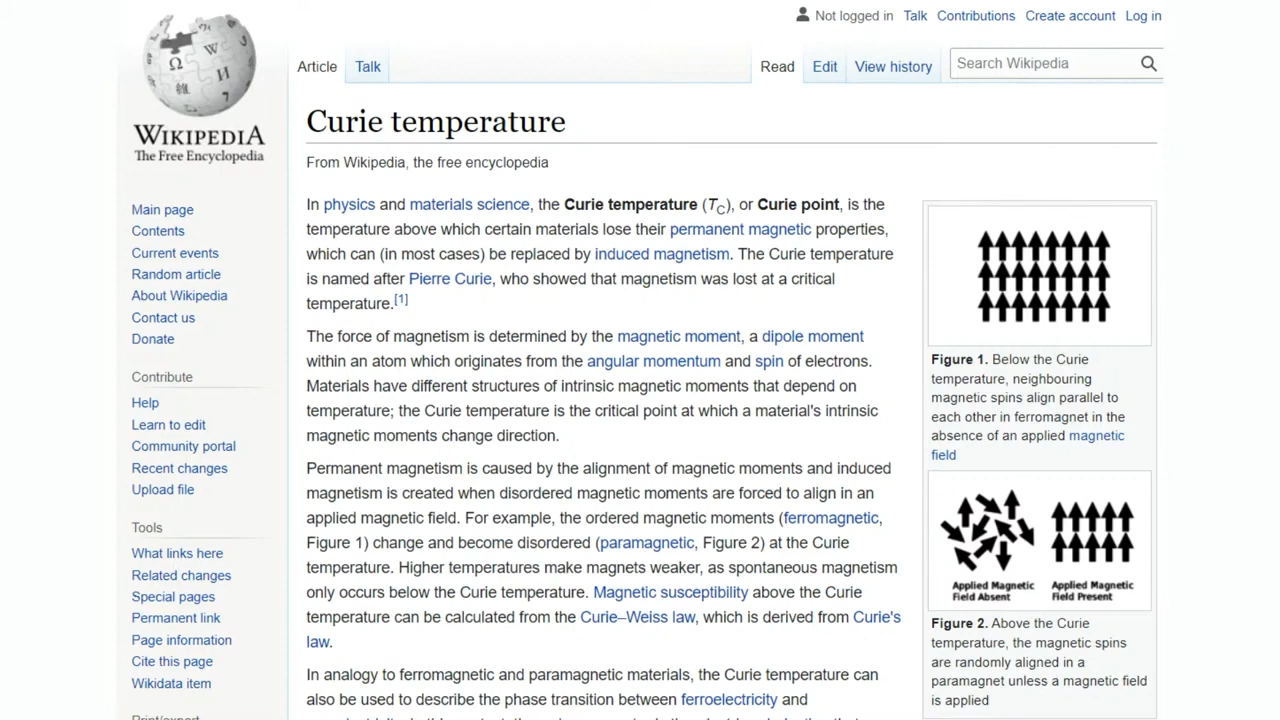 Not logged in Talk Contributions Create account Log in
Article Talk Read Edit View history Search Wikipedia
WIKIPEDIA
The Free Encyclopedia
Main page
Contents
Current events
Random article
About Wikipedia
Contact us
Donate
Contribute
Help
Learn to edit
Community portal
Recent changes
Upload file
Tools
What links here
Related changes
Special pages
Permanent link
Page information
Cite this page
Wikidata item
Print/export
Curie temperature
From Wikipedia, the free encyclopedia
In physics and materials science, the Curie temperature (TC), or Curie point, is the
temperature above which certain materials lose their permanent magnetic properties,
which can (in most cases) be replaced by induced magnetism. The Curie temperature
is named after Pierre Curie, who showed that magnetism was lost at a critical
temperature.[1]
The force of magnetism is determined by the magnetic moment, a dipole moment
within an atom which originates from the angular momentum and spin of electrons.
Materials have different structures of intrinsic magnetic moments that depend on
temperature; the Curie temperature is the critical point at which a material's intrinsic
magnetic moments change direction.
Permanent magnetism is caused by the alignment of magnetic moments and induced
magnetism is created when disordered magnetic moments are forced to align in an
applied magnetic field. For example, the ordered magnetic moments (ferromagnetic,
Figure 1) change and become disordered (paramagnetic, Figure 2) at the Curie
temperature. Higher temperatures make magnets weaker, as spontaneous magnetism
only occurs below the Curie temperature. Magnetic susceptibility above the Curie
temperature can be calculated from the Curie–Weiss law, which is derived from Curie's
law.
In analogy to ferromagnetic and paramagnetic materials, the Curie temperature can
also be used to describe the phase transition between ferroelectricity and
Figure 1. Below the Curie
temperature, neighbouring
magnetic spins align parallel to
each other in ferromagnet in the
absence of an applied magnetic
field
Applied Magnetic
Field Absent
Applied Magnetic
Field Present
Figure 2. Above the Curie
temperature, the magnetic spins
are randomly aligned in a
paramagnet unless a magnetic field
is applied